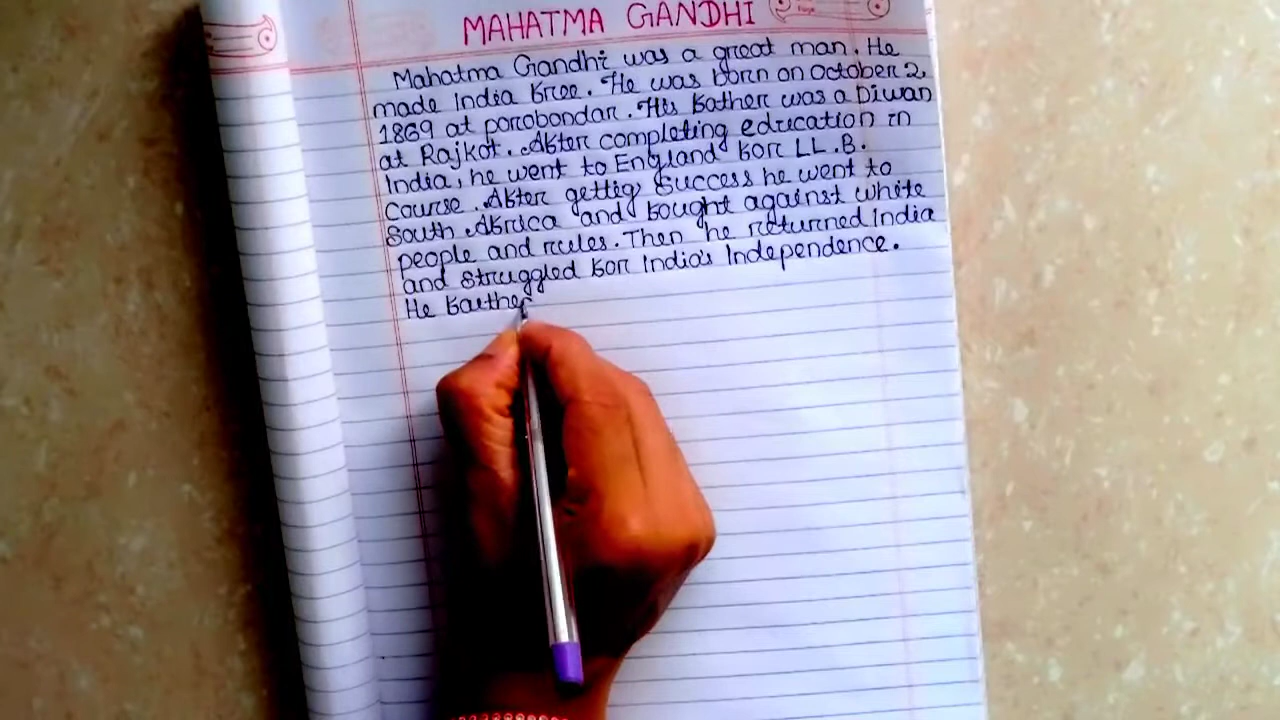 MAHATMA GANDHI
Mahatma Gandhi was a great man. He
made India free. He was born on October 2,
1869 at porobondar. His father was a Diwan
at Rajkot. After completing education in
India, he went to England for LL.B.
Course. After gettig success he went to
South Africa and fought against white
people and rules. Then he returned India
and struggled for India's Independence.
He farther